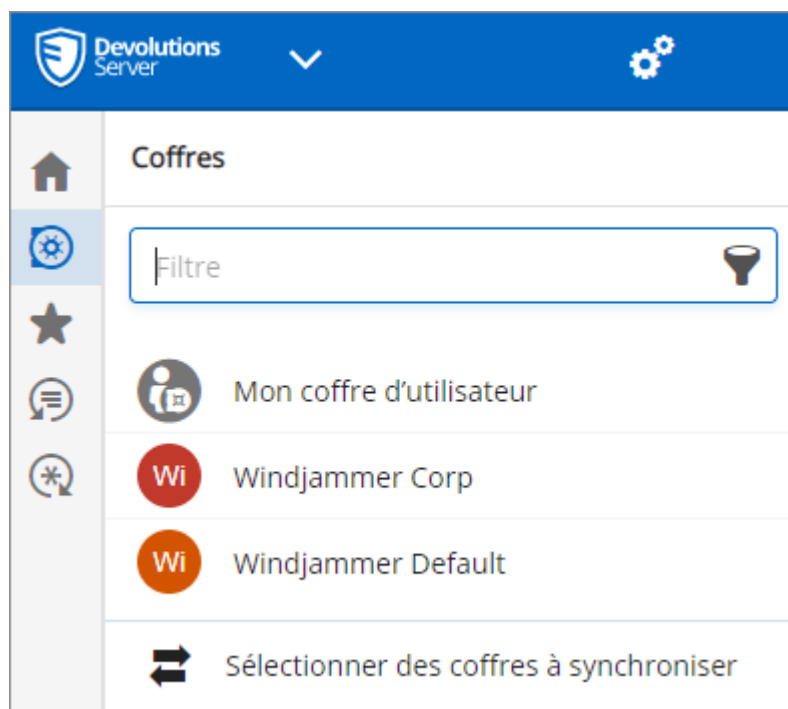 Devolutions
Server
Coffres
Filtre
Mon coffre d’utilisateur
Wi Windjammer Corp
Wi Windjammer Default
Sélectionner des coffres à synchroniser